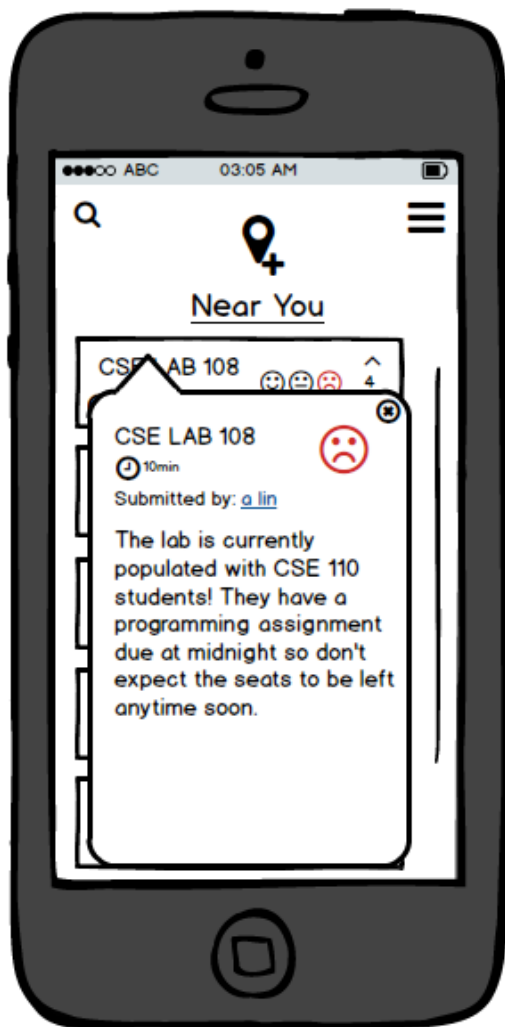 ABC 03:05 AM
Near You
CSE LAB 108
4
CSE LAB 108
10min
Submitted by: a lin
The lab is currently
populated with CSE 110
students! They have a
programming assignment
due at midnight so don't
expect the seats to be left
anytime soon.